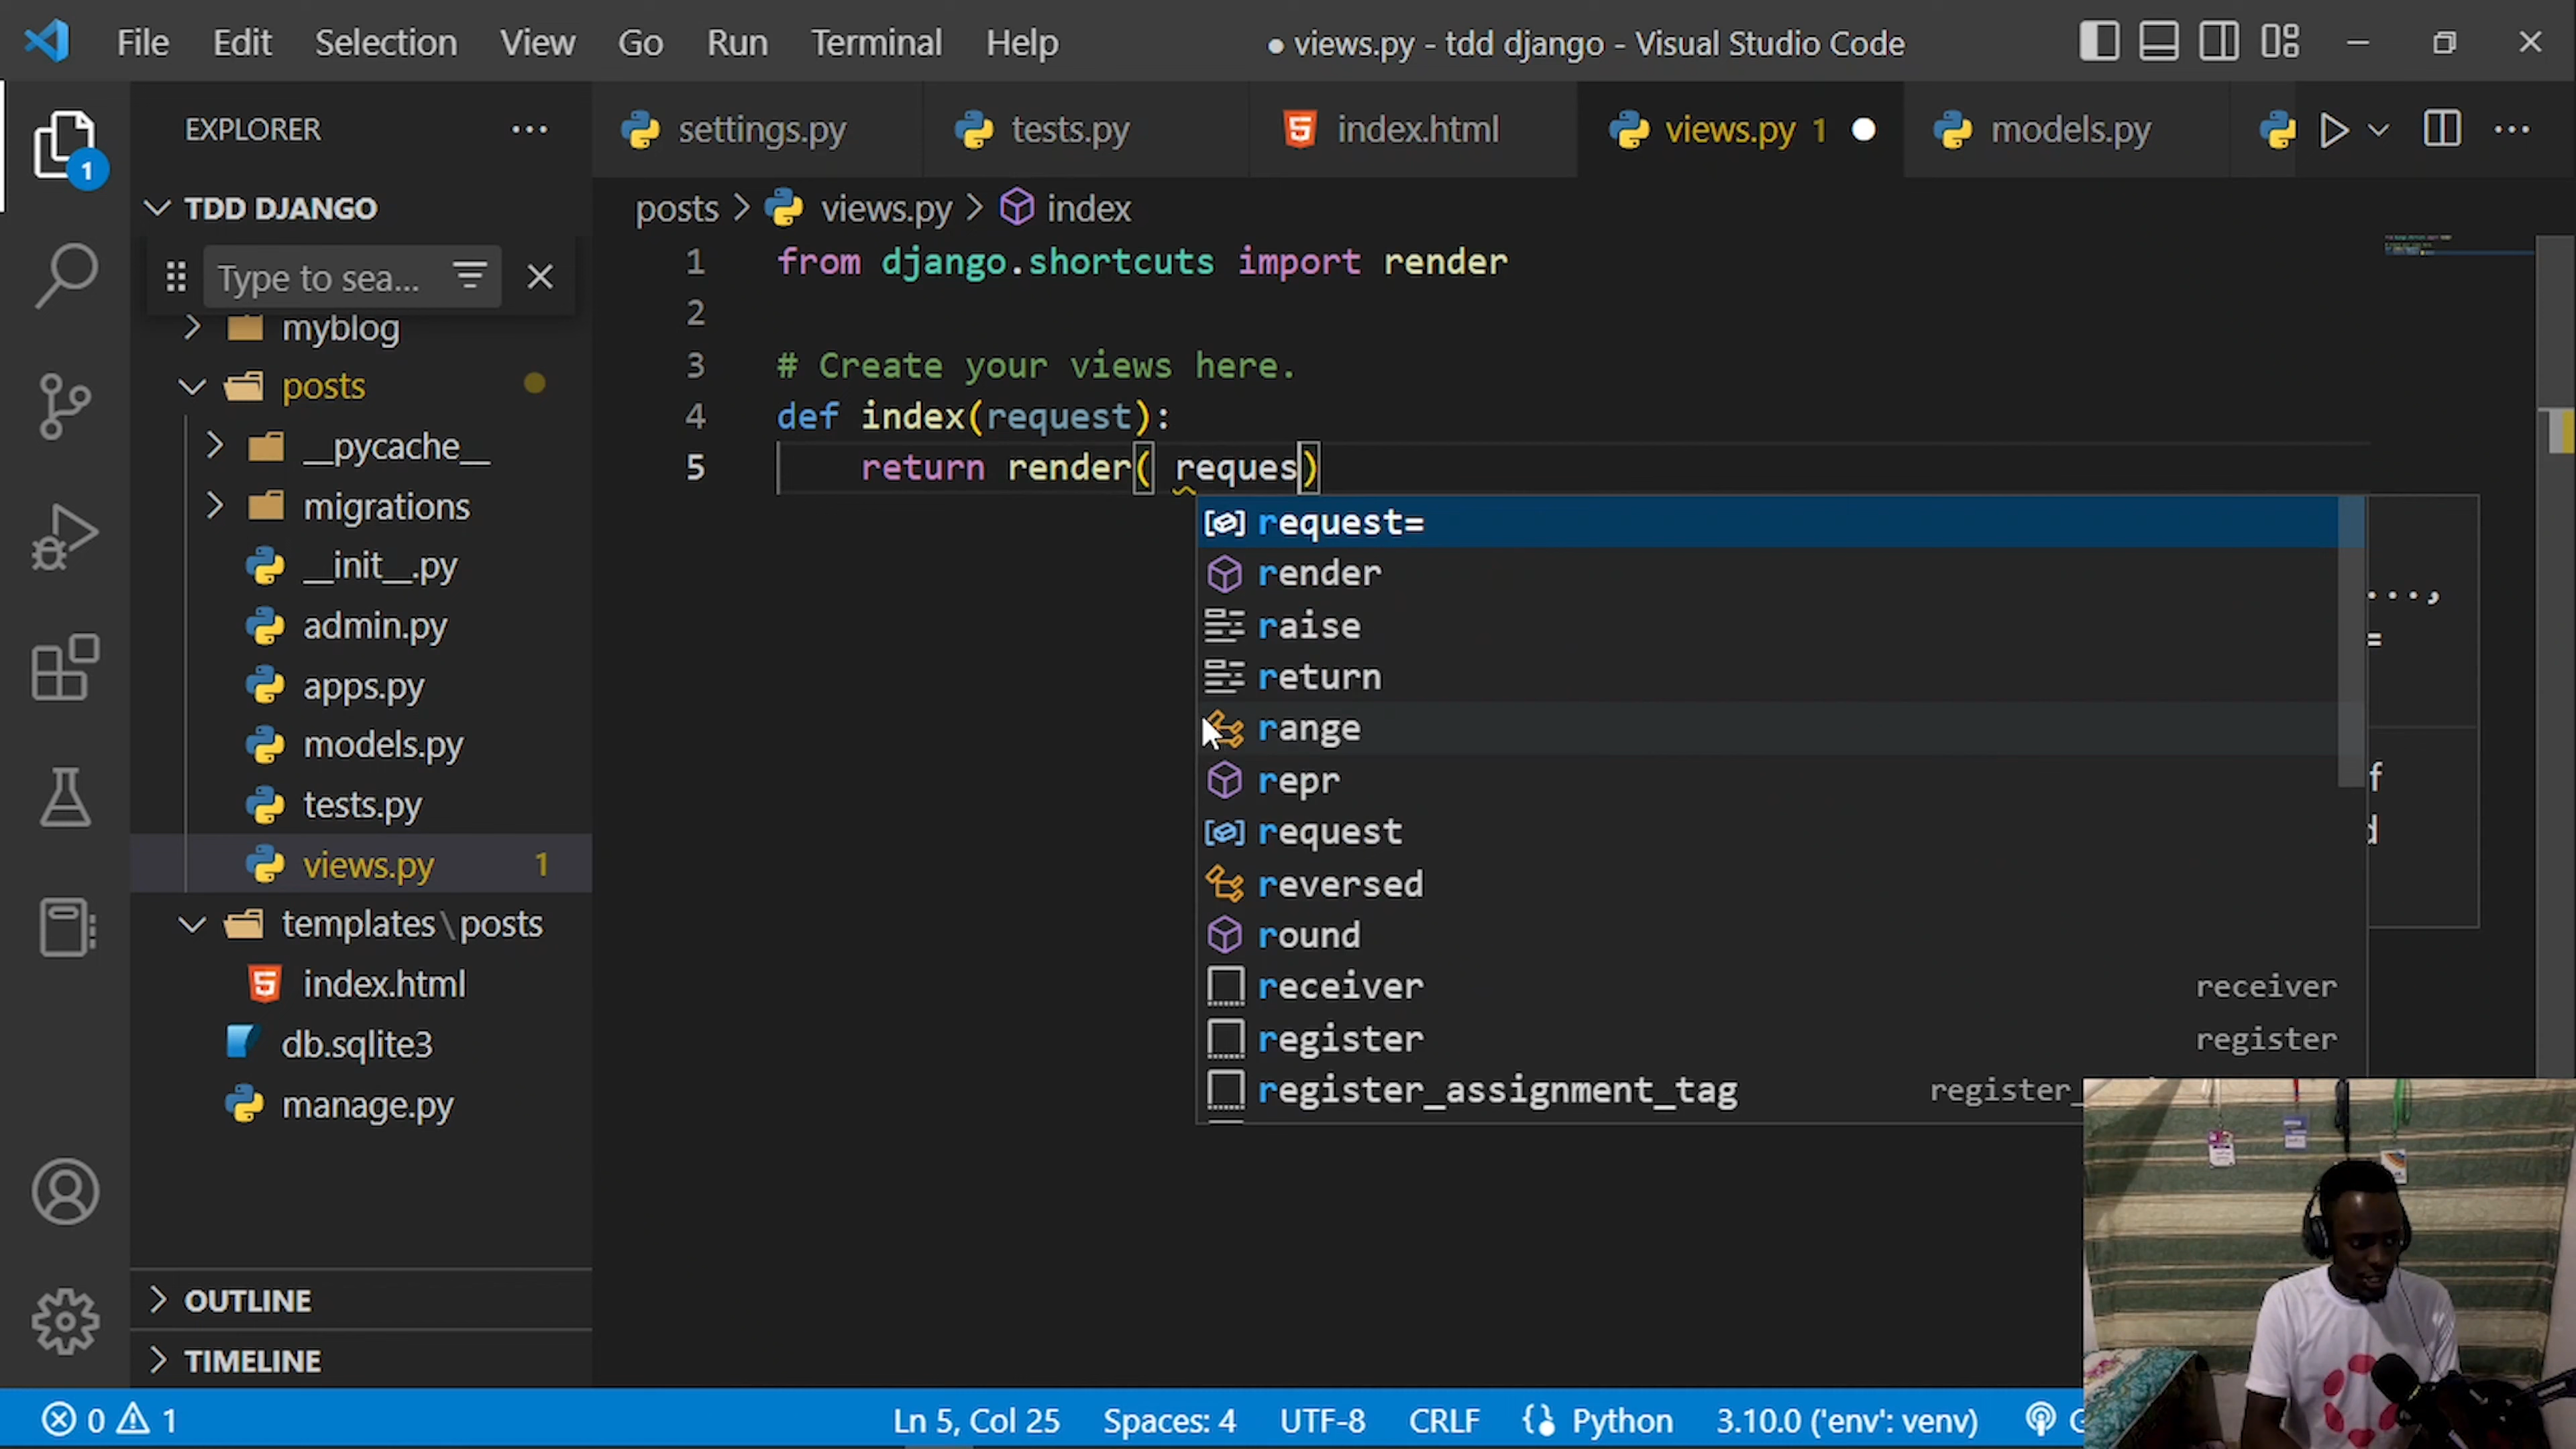 File Edit Selection View Go Run Terminal Help
● views.py - tdd django - Visual Studio Code
EXPLORER
settings.py
tests.py
index.html
views.py 1
models.py
1
TDD DJANGO
Type to sea...
myblog
posts
__pycache__
migrations
__init__.py
admin.py
apps.py
models.py
tests.py
views.py 1
templates\posts
index.html
db.sqlite3
manage.py
OUTLINE
TIMELINE
posts > views.py > index
1 from django.shortcuts import render
2
3 # Create your views here.
4 def index(request):
5 return render( reques)
request=
render
raise
return
range
repr
request
reversed
round
receiver receiver
register register
register_assignment_tag register_
...,
=
f
d
0 1
Ln 5, Col 25
Spaces: 4
UTF-8
CRLF
Python
3.10.0 ('env': venv)